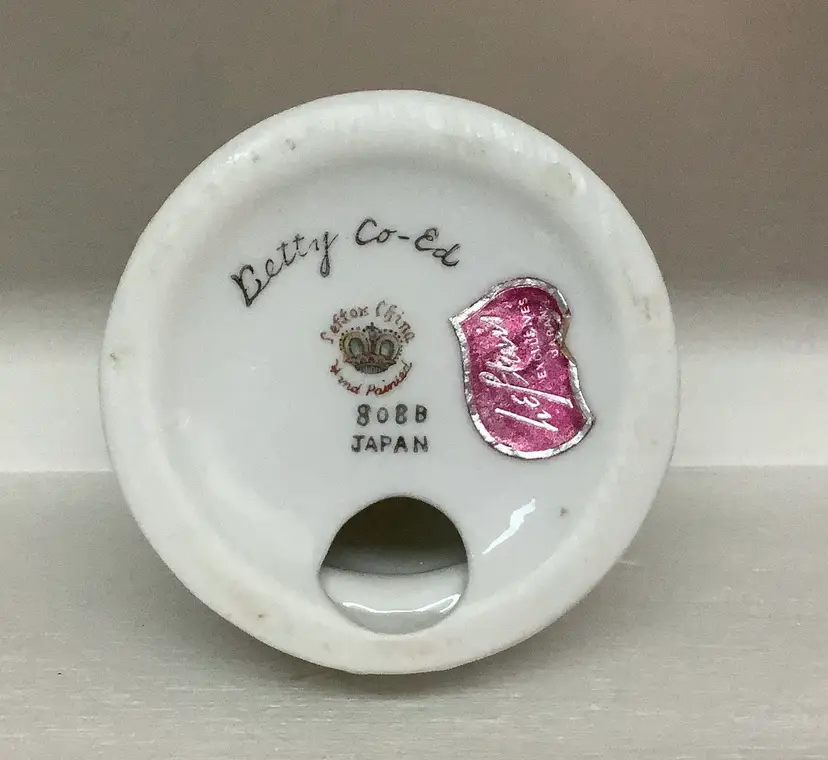 Betty Co-Ed
Lefton China
Hand Painted
808B
JAPAN
Lefton's
EXCLUSIVES
JAPAN